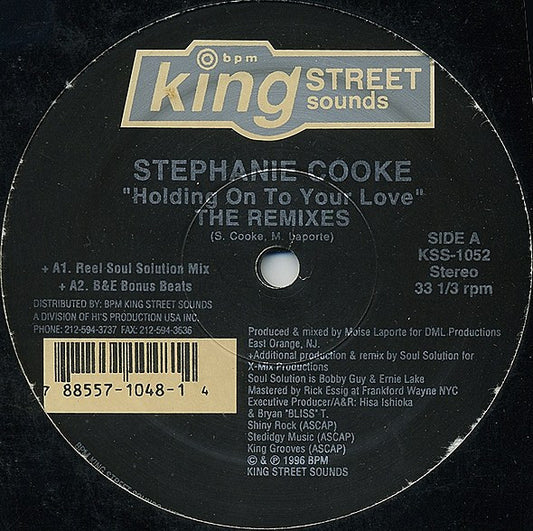 bpm
king STREET
sounds
STEPHANIE COOKE
"Holding On To Your Love"
THE REMIXES
(S. Cooke, M. Laporte)
SIDE A
KSS-1052
Stereo
33 1/3 rpm
+ A1. Reel Soul Solution Mix
+ A2. B&E Bonus Beats
DISTRIBUTED BY: BPM KING STREET SOUNDS
A DIVISION OF HI'S PRODUCTION USA INC.
PHONE: 212-594-3737 FAX: 212-594-3636
7 88557-1048-1 4
Produced & mixed by Moise Laporte for DML Productions
East Orange, NJ.
+Additional production & remix by Soul Solution for
X-Mix Productions
Soul Solution is Bobby Guy & Ernie Lake
Mastered by Rick Essig at Frankford Wayne NYC
Executive Producer/A&R: Hisa Ishioka
& Bryan "BLISS" T.
Shiny Rock (ASCAP)
Stedidgy Music (ASCAP)
King Grooves (ASCAP)
© & ℗ 1996 BPM
KING STREET SOUNDS
BPM KING STREET SOUNDS